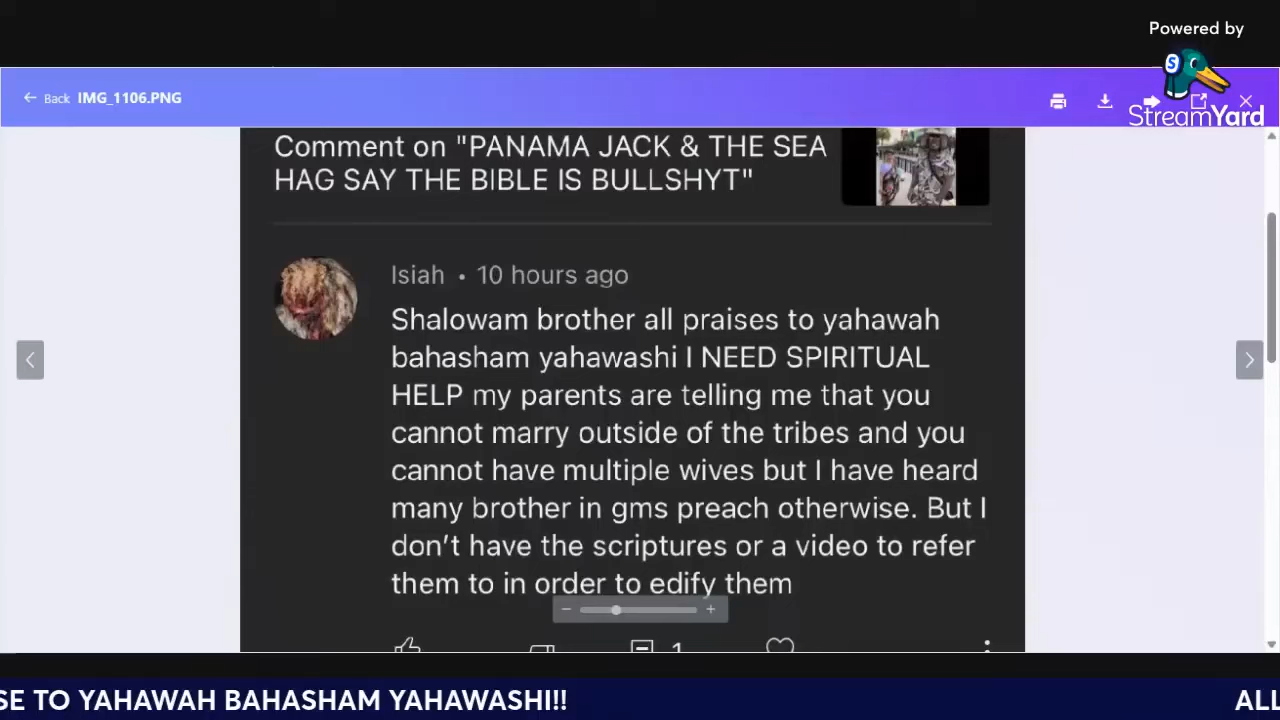 Powered by
StreamYard
← Back IMG_1106.PNG
Comment on "PANAMA JACK & THE SEA
HAG SAY THE BIBLE IS BULLSHYT"
Isiah • 10 hours ago
Shalowam brother all praises to yahawah
bahasham yahawashi I NEED SPIRITUAL
HELP my parents are telling me that you
cannot marry outside of the tribes and you
cannot have multiple wives but I have heard
many brother in gms preach otherwise. But I
don't have the scriptures or a video to refer
them to in order to edify them
1
SE TO YAHAWAH BAHASHAM YAHAWASHI!! ALL